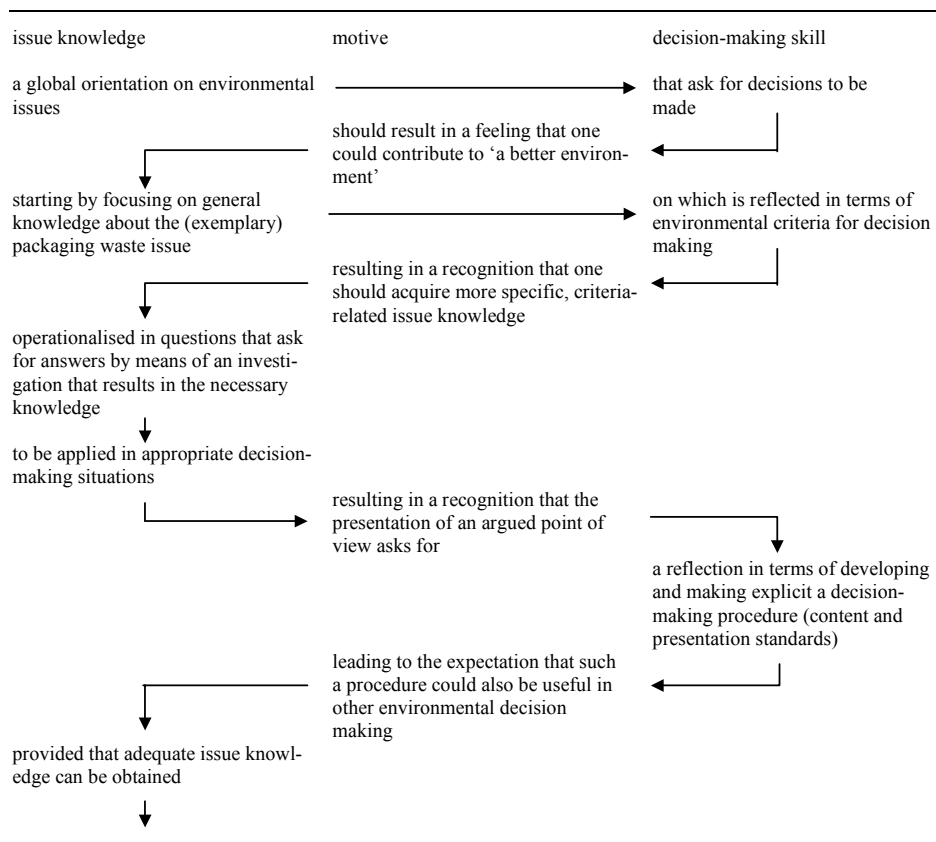 issue knowledge
motive
decision-making skill
a global orientation on environmental
issues
that ask for decisions to be
made
should result in a feeling that one
could contribute to ‘a better environ-
ment’
starting by focusing on general
knowledge about the (exemplary)
packaging waste issue
on which is reflected in terms of
environmental criteria for decision
making
resulting in a recognition that one
should acquire more specific, criteria-
related issue knowledge
operationalised in questions that ask
for answers by means of an investi-
gation that results in the necessary
knowledge
to be applied in appropriate decision-
making situations
resulting in a recognition that the
presentation of an argued point of
view asks for
a reflection in terms of developing
and making explicit a decision-
making procedure (content and
presentation standards)
leading to the expectation that such
a procedure could also be useful in
other environmental decision
making
provided that adequate issue knowl-
edge can be obtained